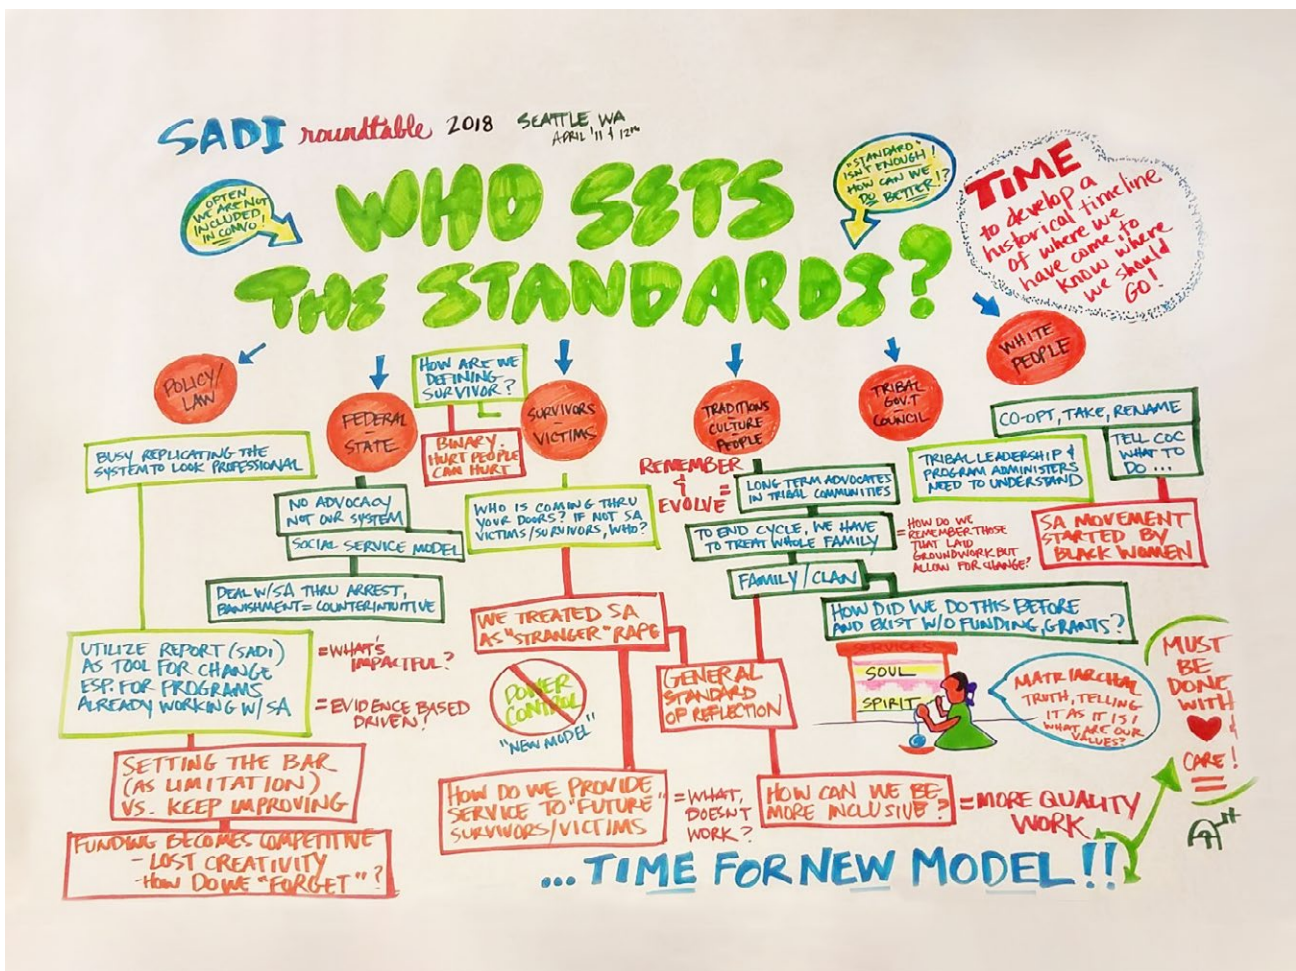 SADI roundtable 2018 SEATTLE, WA
APRIL '11 & 12TH
OFTEN
WE ARE NOT
INCLUDED,
IN CONVO!
WHO SETS
THE STANDARDS?
"STANDARD"
ISN'T ENOUGH!
HOW CAN WE
DO BETTER!?
TIME
to develop a
historical timeline
of where we
have come, to
know where
we should
GO!
POLICY/
LAW
BUSY REPLICATING THE
SYSTEM TO LOOK PROFESSIONAL
UTILIZE REPORT (SADI)
AS TOOL FOR CHANGE
ESP. FOR PROGRAMS
ALREADY WORKING W/SA
= WHAT'S
IMPACTFUL?
= EVIDENCE BASED
DRIVEN?
SETTING THE BAR
(AS LIMITATION)
VS. KEEP IMPROVING
FUNDING BECOMES COMPETITIVE
- LOST CREATIVITY
- HOW DO WE "FORGET"?
FEDERAL
-
STATE
NO ADVOCACY
NOT OUR SYSTEM
SOCIAL SERVICE MODEL
DEAL W/SA THRU ARREST,
BANISHMENT = COUNTERINTUITIVE
HOW ARE WE
DEFINING
SURVIVOR?
BINARY.
HURT PEOPLE
CAN HURT
SURVIVORS
-
VICTIMS
WHO IS COMING THRU
YOUR DOORS? IF NOT SA
VICTIMS/SURVIVORS, WHO?
WE TREATED SA
AS "STRANGER" RAPE
POWER
CONTROL
"NEW MODEL"
HOW DO WE PROVIDE
SERVICE TO "FUTURE"
SURVIVORS/VICTIMS
= WHAT,
DOESN'T
WORK?
GENERAL
STANDARD
OF REFLECTION
HOW CAN WE BE
MORE INCLUSIVE?
= MORE QUALITY
WORK
TRADITIONS
-
CULTURE
-
PEOPLE
REMEMBER
&
EVOLVE =
LONG TERM ADVOCATES
IN TRIBAL COMMUNITIES
TO END CYCLE, WE HAVE
TO TREAT WHOLE FAMILY
= HOW DO WE
REMEMBER THOSE
THAT LAID
GROUNDWORK BUT
ALLOW FOR CHANGE?
FAMILY/CLAN
HOW DID WE DO THIS BEFORE
AND EXIST W/O FUNDING, GRANTS?
TRIBAL
GOV.T
COUNCIL
TRIBAL LEADERSHIP &
PROGRAM ADMINISTERS
NEED TO UNDERSTAND
WHITE
PEOPLE
CO-OPT, TAKE, RENAME
TELL COC
WHAT TO
DO ...
SA MOVEMENT
STARTED BY
BLACK WOMEN
SERVICES
SOUL
SPIRIT
MATRIARCHAL
TRUTH, TELLING
IT AS IT IS!
WHAT ARE OUR
VALUES?
MUST
BE
DONE
WITH
&
CARE!
...TIME FOR NEW MODEL!!